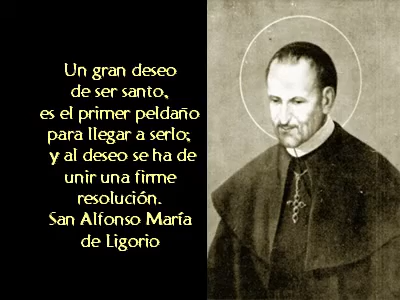 Un gran deseo
de ser santo,
es el primer peldaño
para llegar a serlo;
y al deseo se ha de
unir una firme
resolución.
San Alfonso María
de Ligorio